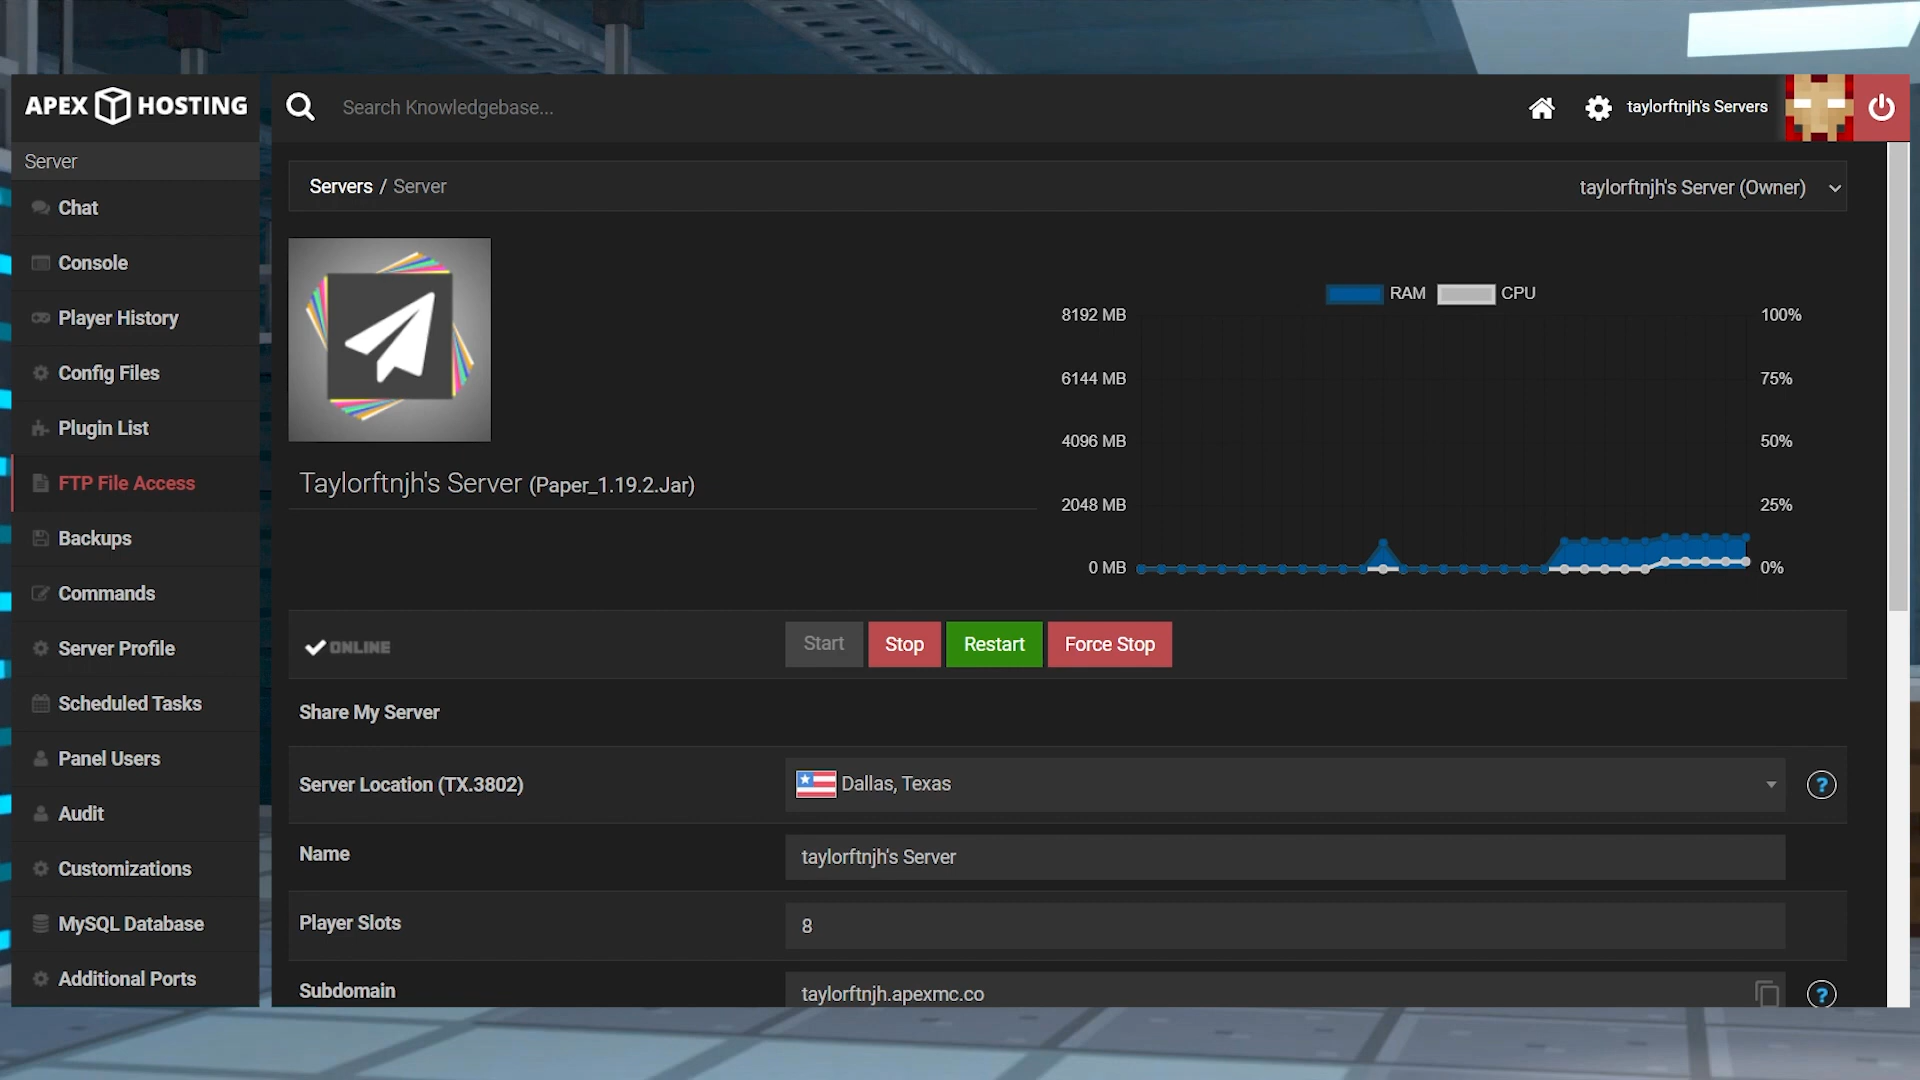 APEX HOSTING
Search Knowledgebase...
taylorftnjh's Servers
Server
Chat
Console
Player History
Config Files
Plugin List
FTP File Access
Backups
Commands
Server Profile
Scheduled Tasks
Panel Users
Audit
Customizations
MySQL Database
Additional Ports
Servers / Server
taylorftnjh's Server (Owner)
Taylorftnjh's Server (Paper_1.19.2.Jar)
RAM CPU
8192 MB 100%
6144 MB 75%
4096 MB 50%
2048 MB 25%
0 MB 0%
ONLINE
Start Stop Restart Force Stop
Share My Server
Server Location (TX.3802) Dallas, Texas ?
Name taylorftnjh's Server
Player Slots 8
Subdomain taylorftnjh.apexmc.co ?